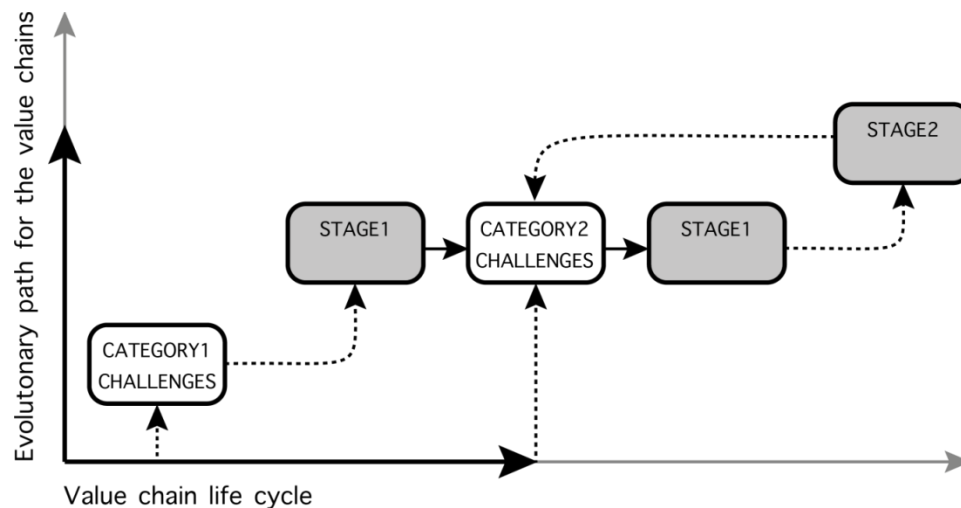 Evolutonary path for the value chains
STAGE2
STAGE1
CATEGORY2
CHALLENGES
STAGE1
CATEGORY1
CHALLENGES
Value chain life cycle